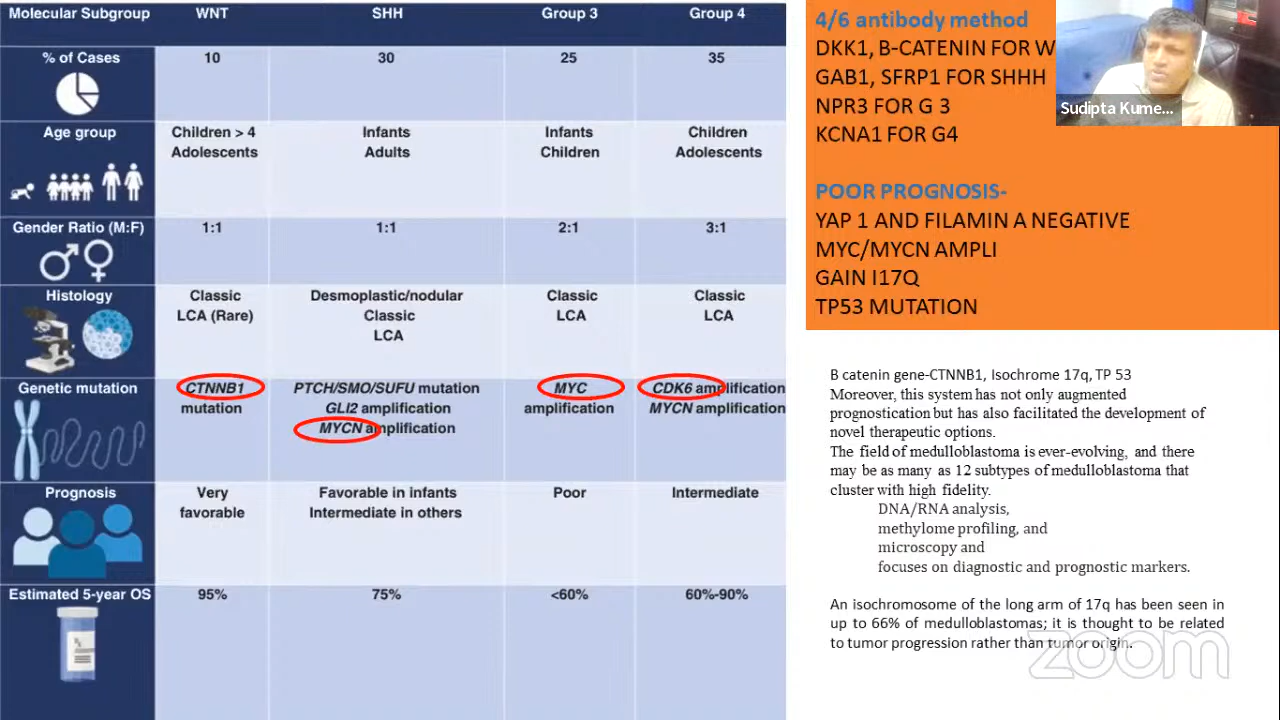 Molecular Subgroup WNT SHH Group 3 Group 4
% of Cases 10 30 25 35
Age group Children > 4 Infants Infants Children
Adolescents Adults Children Adolescents
Gender Ratio (M:F) 1:1 1:1 2:1 3:1
Histology Classic Desmoplastic/nodular Classic Classic
LCA (Rare) Classic LCA LCA
LCA
Genetic mutation CTNNB1 PTCH/SMO/SUFU mutation MYC CDK6 amplification
mutation GLI2 amplification amplification MYCN amplification
MYCN amplification
Prognosis Very Favorable in infants Poor Intermediate
favorable Intermediate in others
Estimated 5-year OS 95% 75% <60% 60%-90%
4/6 antibody method
DKK1, B-CATENIN FOR W
GAB1, SFRP1 FOR SHHH
NPR3 FOR G 3
KCNA1 FOR G4
POOR PROGNOSIS-
YAP 1 AND FILAMIN A NEGATIVE
MYC/MYCN AMPLI
GAIN I17Q
TP53 MUTATION
Sudipta Kume...
B catenin gene-CTNNB1, Isochrome 17q, TP 53
Moreover, this system has not only augmented
prognostication but has also facilitated the development of
novel therapeutic options.
The field of medulloblastoma is ever-evolving, and there
may be as many as 12 subtypes of medulloblastoma that
cluster with high fidelity.
DNA/RNA analysis,
methylome profiling, and
microscopy and
focuses on diagnostic and prognostic markers.
An isochromosome of the long arm of 17q has been seen in
up to 66% of medulloblastomas; it is thought to be related
to tumor progression rather than tumor origin.
zoom